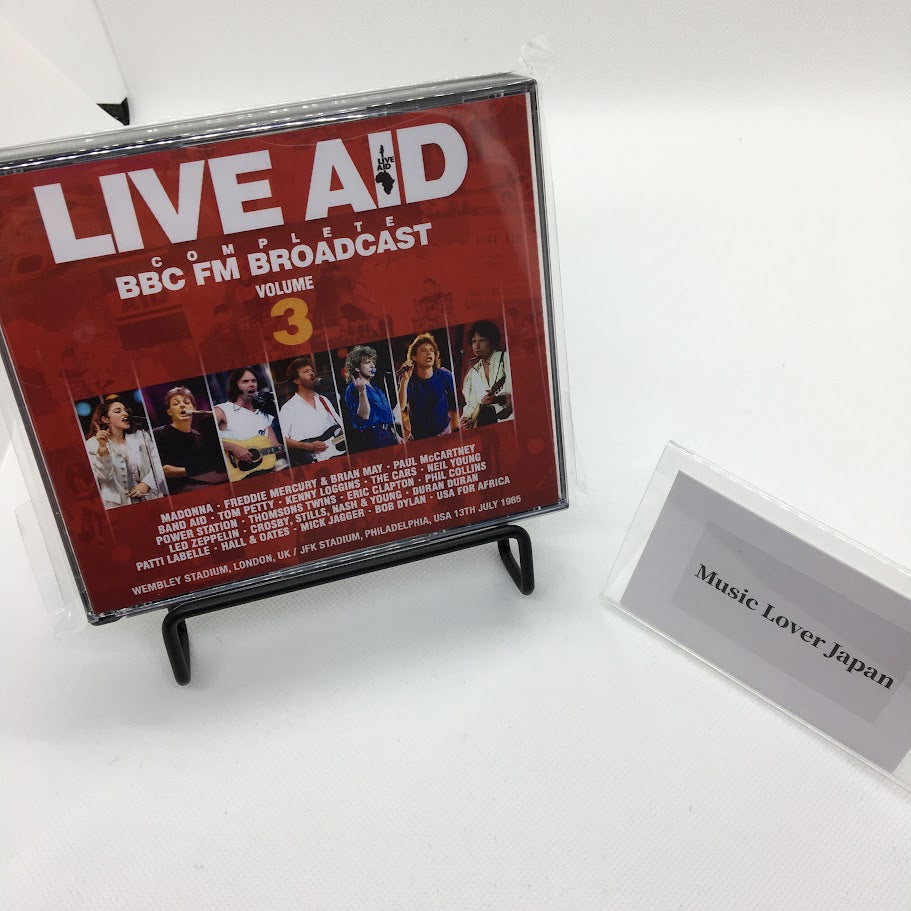 LIVE AID
LIVE
AID
COMPLETE
BBC FM BROADCAST
VOLUME
3
MADONNA · FREDDIE MERCURY & BRIAN MAY · PAUL McCARTNEY
BAND AID · TOM PETTY · KENNY LOGGINS · THE CARS · NEIL YOUNG
POWER STATION · THOMSONS TWINS · ERIC CLAPTON · PHIL COLLINS
LED ZEPPELIN · CROSBY, STILLS, NASH & YOUNG · DURAN DURAN
PATTI LABELLE · HALL & OATES · MICK JAGGER · BOB DYLAN · USA FOR AFRICA
WEMBLEY STADIUM, LONDON, UK / JFK STADIUM, PHILADELPHIA, USA 13TH JULY 1985
Music Lover Japan